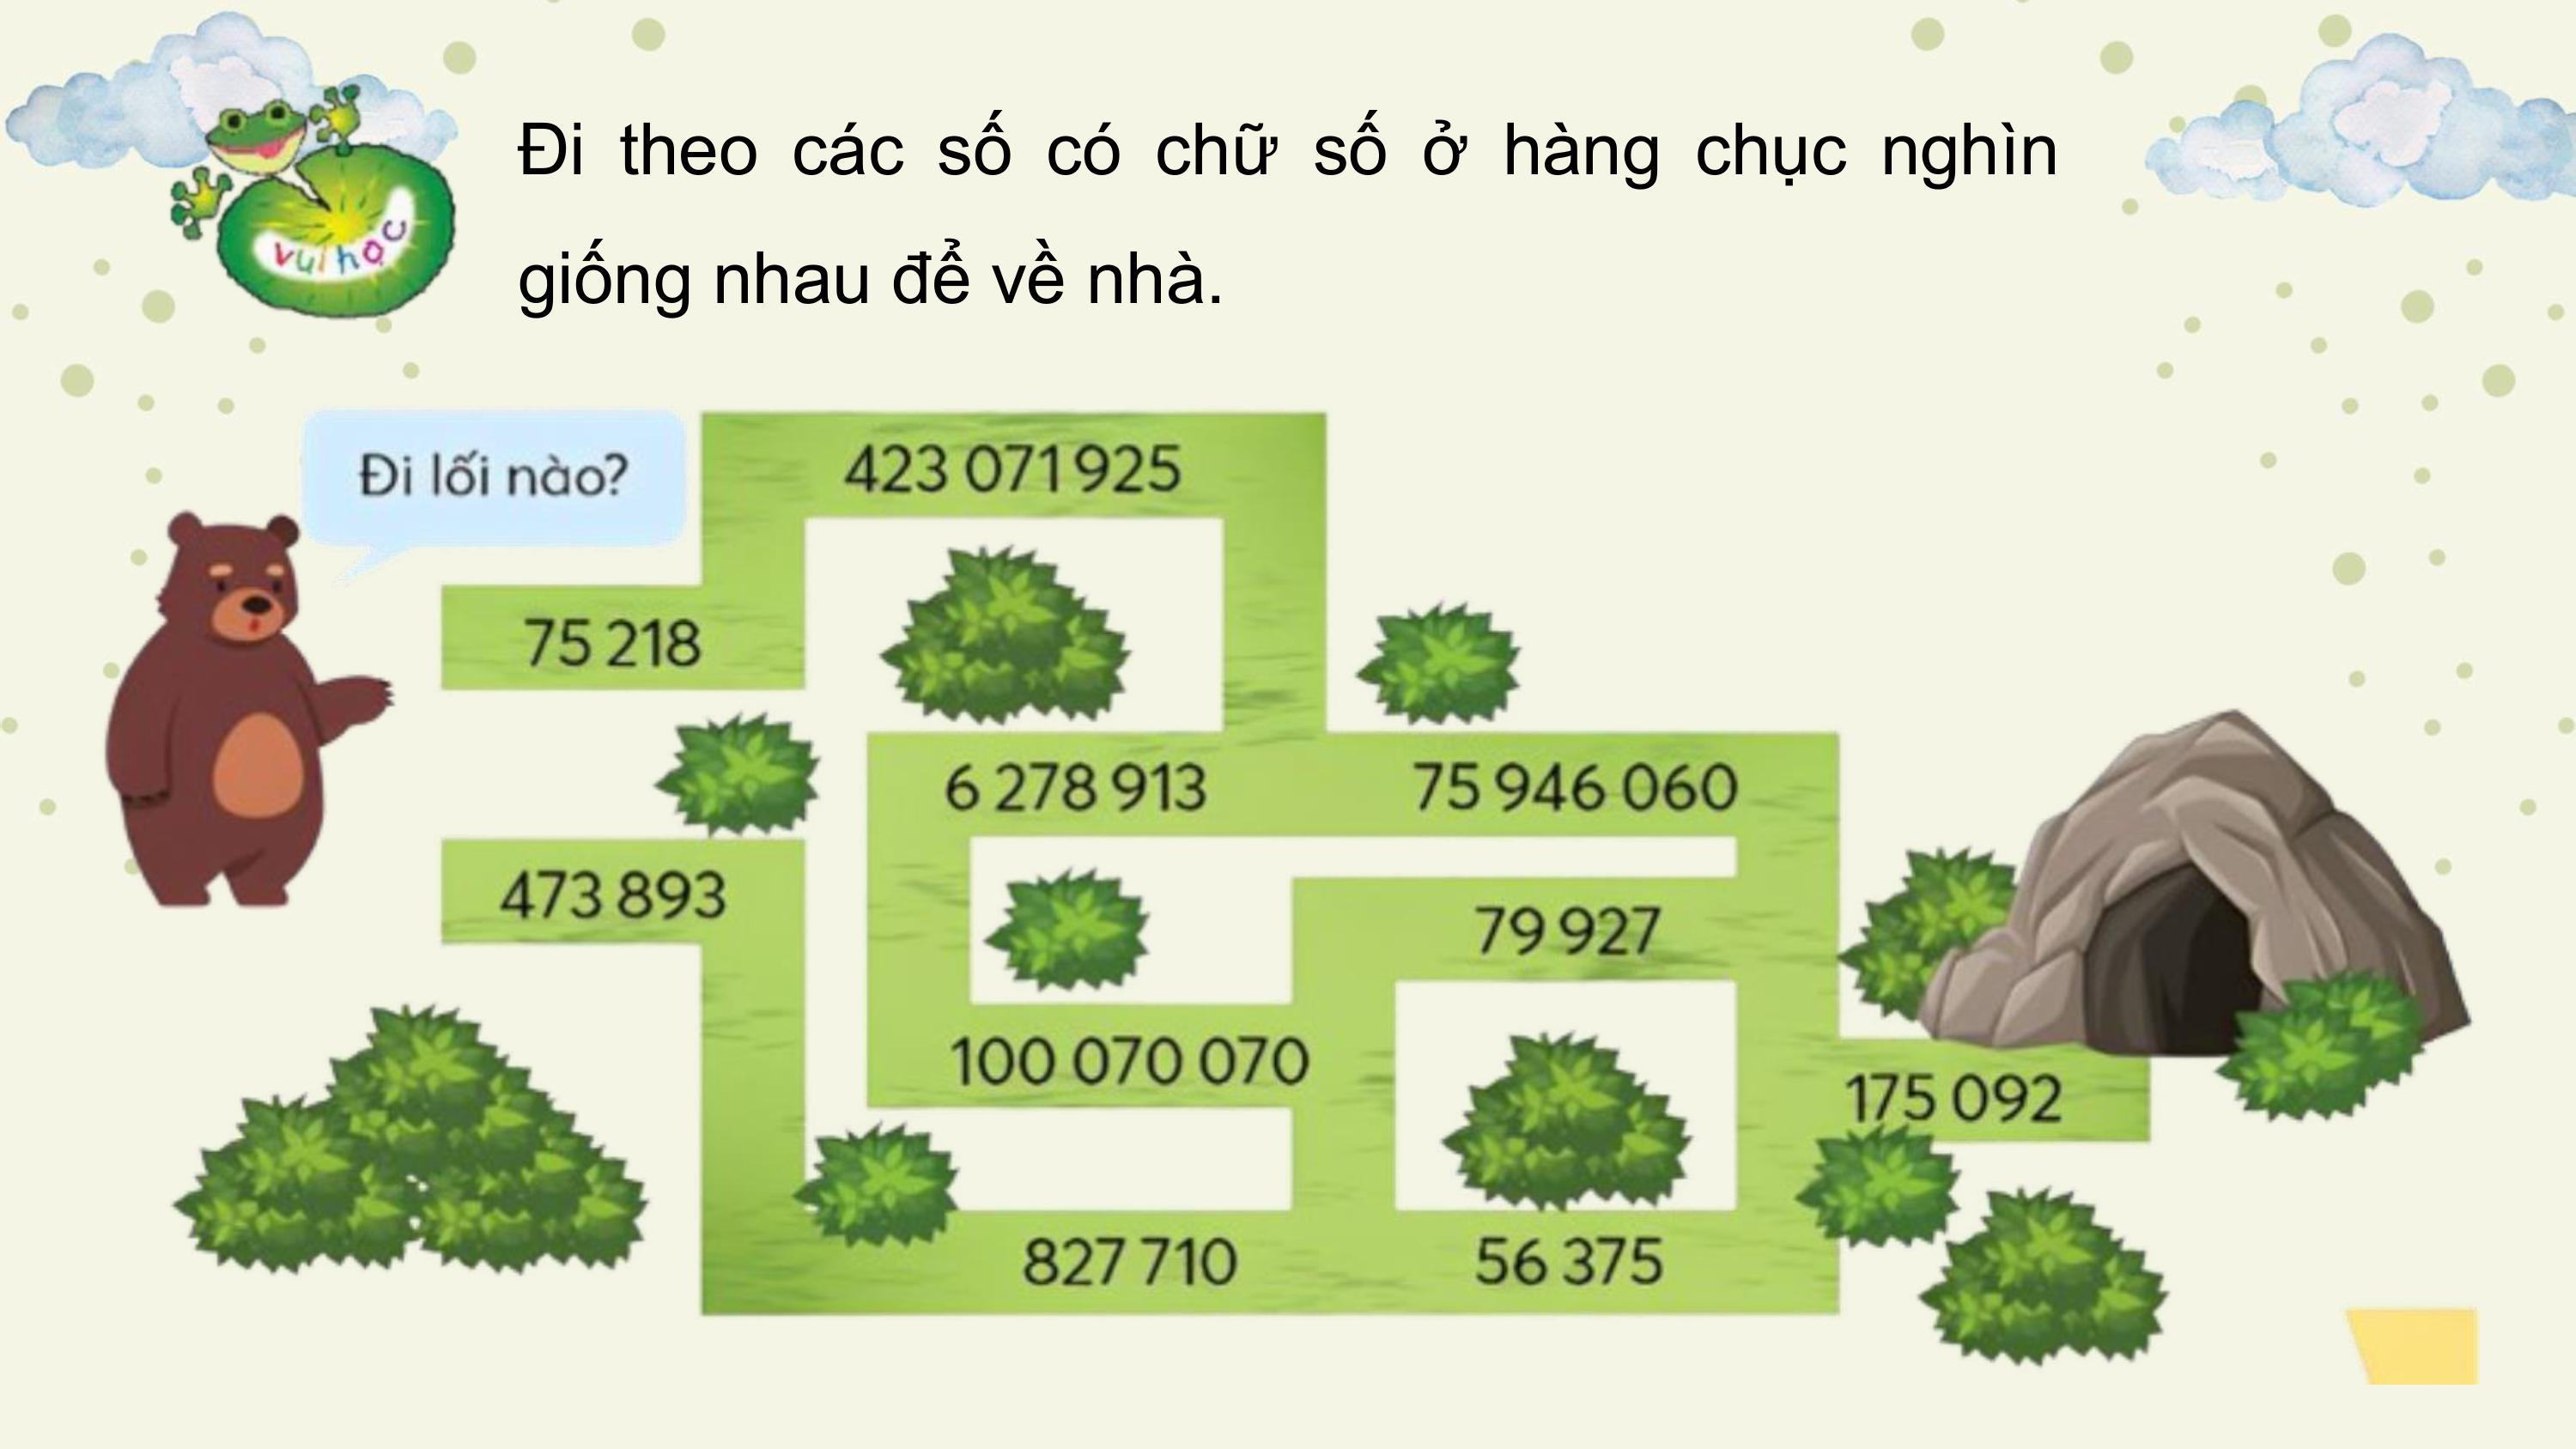 Đi theo các số có chữ số ở hàng chục nghìn
giống nhau để về nhà.
vui học
Đi lối nào?
423 071 925
75 218
6 278 913 75 946 060
473 893
79 927
100 070 070
175 092
827 710 56 375